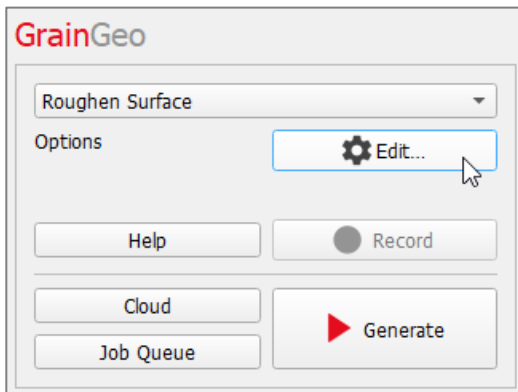 GrainGeo
Roughen Surface
Options
Edit...
Help
Record
Cloud
Generate
Job Queue